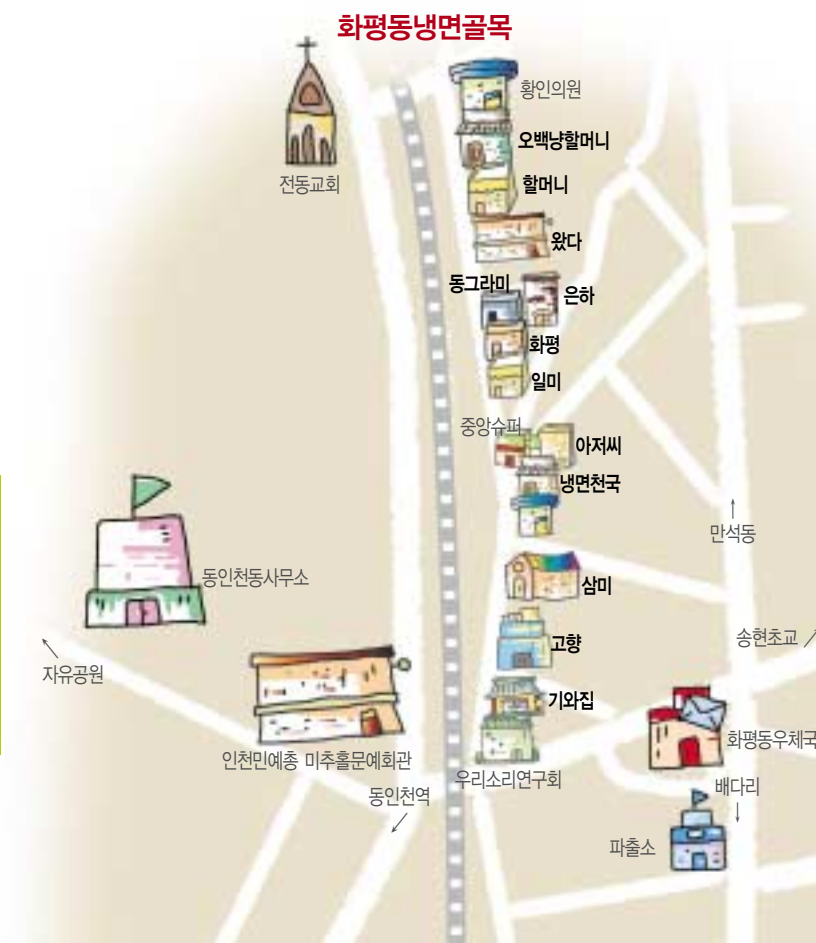 화평동냉면골목
황인의원
오백냥할머니
전동교회
할머니
왔다
동그라미
은하
화평
일미
중앙슈퍼
아저씨
냉면천국
만석동
동인천동사무소
삼미
송현초교
고향
자유공원
기와집
화평동우체국
인천민예총 미추홀문예회관
우리소리연구회
배다리
동인천역
파출소